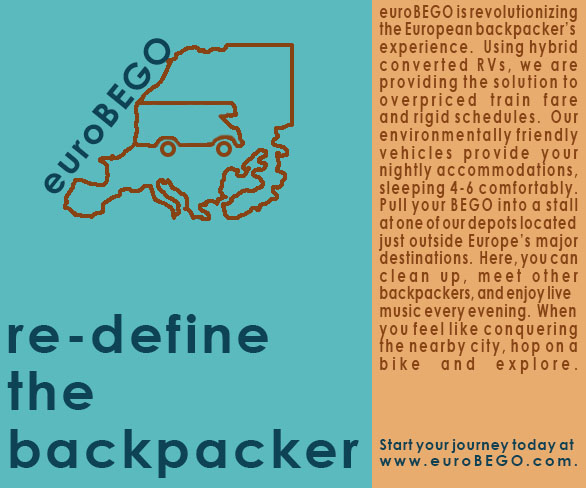 euroBEGO
re-define
the
backpacker
euroBEGO is revolutionizing
the European backpacker's
experience. Using hybrid
converted RVs, we are
providing the solution to
overpriced train fare
and rigid schedules. Our
environmentally friendly
vehicles provide your
nightly accommodations,
sleeping 4-6 comfortably.
Pull your BEGO into a stall
at one of our depots located
just outside Europe's major
destinations. Here, you can
clean up, meet other
backpackers, and enjoy live
music every evening. When
you feel like conquering
the nearby city, hop on a
bike and explore.
Start your journey today at
www.euroBEGO.com.